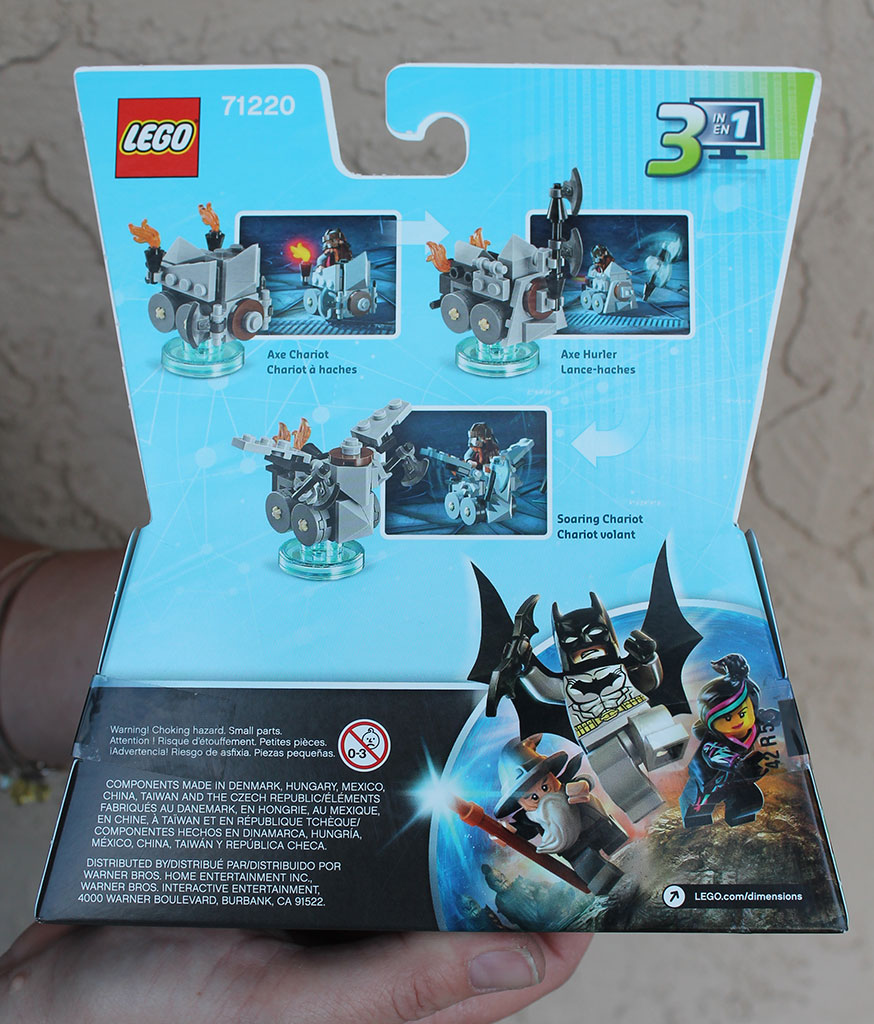 LEGO
71220
3 IN EN 1
Axe Chariot
Chariot à haches
Axe Hurler
Lance-haches
Soaring Chariot
Chariot volant
Warning! Choking hazard. Small parts.
Attention ! Risque d'étouffement. Petites pièces.
¡Advertencia! Riesgo de asfixia. Piezas pequeñas.
0-3
COMPONENTS MADE IN DENMARK, HUNGARY, MEXICO,
CHINA, TAIWAN AND THE CZECH REPUBLIC/ÉLÉMENTS
FABRIQUÉS AU DANEMARK, EN HONGRIE, AU MEXIQUE,
EN CHINE, À TAÏWAN ET EN RÉPUBLIQUE TCHÈQUE/
COMPONENTES HECHOS EN DINAMARCA, HUNGRÍA,
MÉXICO, CHINA, TAIWÁN Y REPÚBLICA CHECA.
DISTRIBUTED BY/DISTRIBUÉ PAR/DISTRIBUIDO POR
WARNER BROS. HOME ENTERTAINMENT INC.,
WARNER BROS. INTERACTIVE ENTERTAINMENT,
4000 WARNER BOULEVARD, BURBANK, CA 91522.
42R5
LEGO.com/dimensions